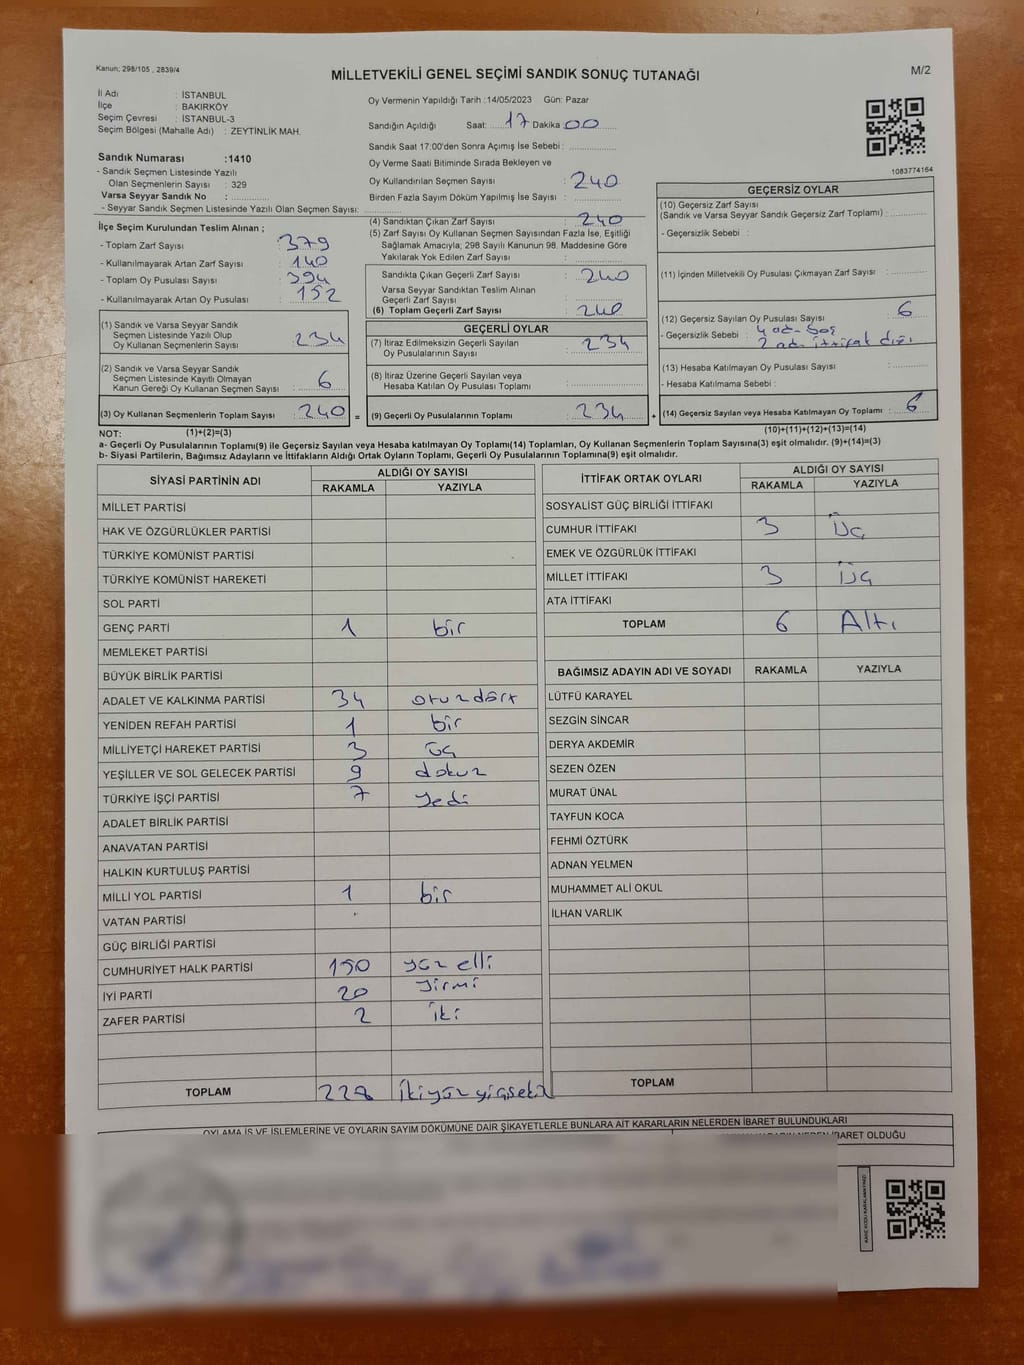 Kanun: 298/105 , 2839/4
MİLLETVEKİLİ GENEL SEÇİMİ SANDIK SONUÇ TUTANAĞI
M/2
İl Adı : İSTANBUL
İlçe : BAKIRKÖY
Seçim Çevresi : İSTANBUL-3
Seçim Bölgesi (Mahalle Adı) : ZEYTİNLİK MAH.
Sandık Numarası :1410
- Sandık Seçmen Listesinde Yazılı
Olan Seçmenlerin Sayısı : 329
Varsa Seyyar Sandık No :
- Seyyar Sandık Seçmen Listesinde Yazılı Olan Seçmen Sayısı:
Oy Vermenin Yapıldığı Tarih :14/05/2023 Gün: Pazar
Sandığın Açıldığı Saat: 17 Dakika 00
Sandık Saat 17:00'den Sonra Açımış İse Sebebi :
Oy Verme Saati Bitiminde Sırada Bekleyen ve
Oy Kullandırılan Seçmen Sayısı : 240
Birden Fazla Sayım Döküm Yapılmış İse Sebebi :
1083774164
İlçe Seçim Kurulundan Teslim Alınan ;
- Toplam Zarf Sayısı : 379
- Kullanılmayarak Artan Zarf Sayısı : 140
- Toplam Oy Pusulası Sayısı : 394
- Kullanılmayarak Artan Oy Pusulası : 152
(1) Sandık ve Varsa Seyyar Sandık
Seçmen Listesinde Yazılı Olup
Oy Kullanan Seçmenlerin Sayısı : 234
(2) Sandık ve Varsa Seyyar Sandık
Seçmen Listesinde Kayıtlı Olmayan
Kanun Gereği Oy Kullanan Seçmen Sayısı : 6
(3) Oy Kullanan Seçmenlerin Toplam Sayısı : 240 =
(4) Sandıktan Çıkan Zarf Sayısı : 240
(5) Zarf Sayısı Oy Kullanan Seçmen Sayısından Fazla İse, Eşitliği
Sağlamak Amacıyla; 298 Sayılı Kanunun 98. Maddesine Göre
Yakılarak Yok Edilen Zarf Sayısı :
Sandıkta Çıkan Geçerli Zarf Sayısı : 240
Varsa Seyyar Sandıktan Teslim Alınan
Geçerli Zarf Sayısı :
(6) Toplam Geçerli Zarf Sayısı : 240
GEÇERLİ OYLAR
(7) İtiraz Edilmeksizin Geçerli Sayılan
Oy Pusulalarının Sayısı : 234
(8) İtiraz Üzerine Geçerli Sayılan veya
Hesaba Katılan Oy Pusulası Toplamı :
(9) Geçerli Oy Pusulalarının Toplamı : 234 +
GEÇERSİZ OYLAR
(10) Geçersiz Zarf Sayısı
(Sandık ve Varsa Seyyar Sandık Geçersiz Zarf Toplamı) :
- Geçersizlik Sebebi :
(11) İçinden Milletvekili Oy Pusulası Çıkmayan Zarf Sayısı :
(12) Geçersiz Sayılan Oy Pusulası Sayısı : 6
- Geçersizlik Sebebi : 4 ad. boş
2 ad. ittifak dışı
(13) Hesaba Katılmayan Oy Pusulası Sayısı :
- Hesaba Katılmama Sebebi :
(14) Geçersiz Sayılan veya Hesaba Katılmayan Oy Toplamı : 6
NOT: (1)+(2)=(3)
(10)+(11)+(12)+(13)=(14)
a- Geçerli Oy Pusulalarının Toplamı(9) ile Geçersiz Sayılan veya Hesaba katılmayan Oy Toplamı(14) Toplamları, Oy Kullanan Seçmenlerin Toplam Sayısına(3) eşit olmalıdır. (9)+(14)=(3)
b- Siyasi Partilerin, Bağımsız Adayların ve İttifakların Aldığı Ortak Oyların Toplamı, Geçerli Oy Pusulalarının Toplamına(9) eşit olmalıdır.
SİYASİ PARTİNİN ADI
ALDIĞI OY SAYISI
RAKAMLA YAZIYLA
MİLLET PARTİSİ
HAK VE ÖZGÜRLÜKLER PARTİSİ
TÜRKİYE KOMÜNİST PARTİSİ
TÜRKİYE KOMÜNİST HAREKETİ
SOL PARTİ
GENÇ PARTİ 1 bir
MEMLEKET PARTİSİ
BÜYÜK BİRLİK PARTİSİ
ADALET VE KALKINMA PARTİSİ 34 otuzdört
YENİDEN REFAH PARTİSİ 1 bir
MİLLİYETÇİ HAREKET PARTİSİ 3 üç
YEŞİLLER VE SOL GELECEK PARTİSİ 9 dokuz
TÜRKİYE İŞÇİ PARTİSİ 7 yedi
ADALET BİRLİK PARTİSİ
ANAVATAN PARTİSİ
HALKIN KURTULUŞ PARTİSİ
MİLLİ YOL PARTİSİ 1 bir
VATAN PARTİSİ
GÜÇ BİRLİĞİ PARTİSİ
CUMHURİYET HALK PARTİSİ 150 yüz elli
İYİ PARTİ 20 yirmi
ZAFER PARTİSİ 2 iki
TOPLAM 228
İTTİFAK ORTAK OYLARI
ALDIĞI OY SAYISI
RAKAMLA YAZIYLA
SOSYALİST GÜÇ BİRLİĞİ İTTİFAKI
CUMHUR İTTİFAKI 3 Üç
EMEK VE ÖZGÜRLÜK İTTİFAKI
MİLLET İTTİFAKI 3 Üç
ATA İTTİFAKI
TOPLAM 6 Altı
BAĞIMSIZ ADAYIN ADI VE SOYADI RAKAMLA YAZIYLA
LÜTFÜ KARAYEL
SEZGİN SİNCAR
DERYA AKDEMİR
SEZEN ÖZEN
MURAT ÜNAL
TAYFUN KOCA
FEHMİ ÖZTÜRK
ADNAN YELMEN
MUHAMMET ALİ OKUL
İLHAN VARLIK
TOPLAM
OYLAMA İŞ VE İŞLEMLERİNE VE OYLARIN SAYIM DÖKÜMÜNE DAİR ŞİKAYETLERLE BUNLARA AİT KARARLARIN NELERDEN İBARET BULUNDUKLARI
İBARET OLDUĞU